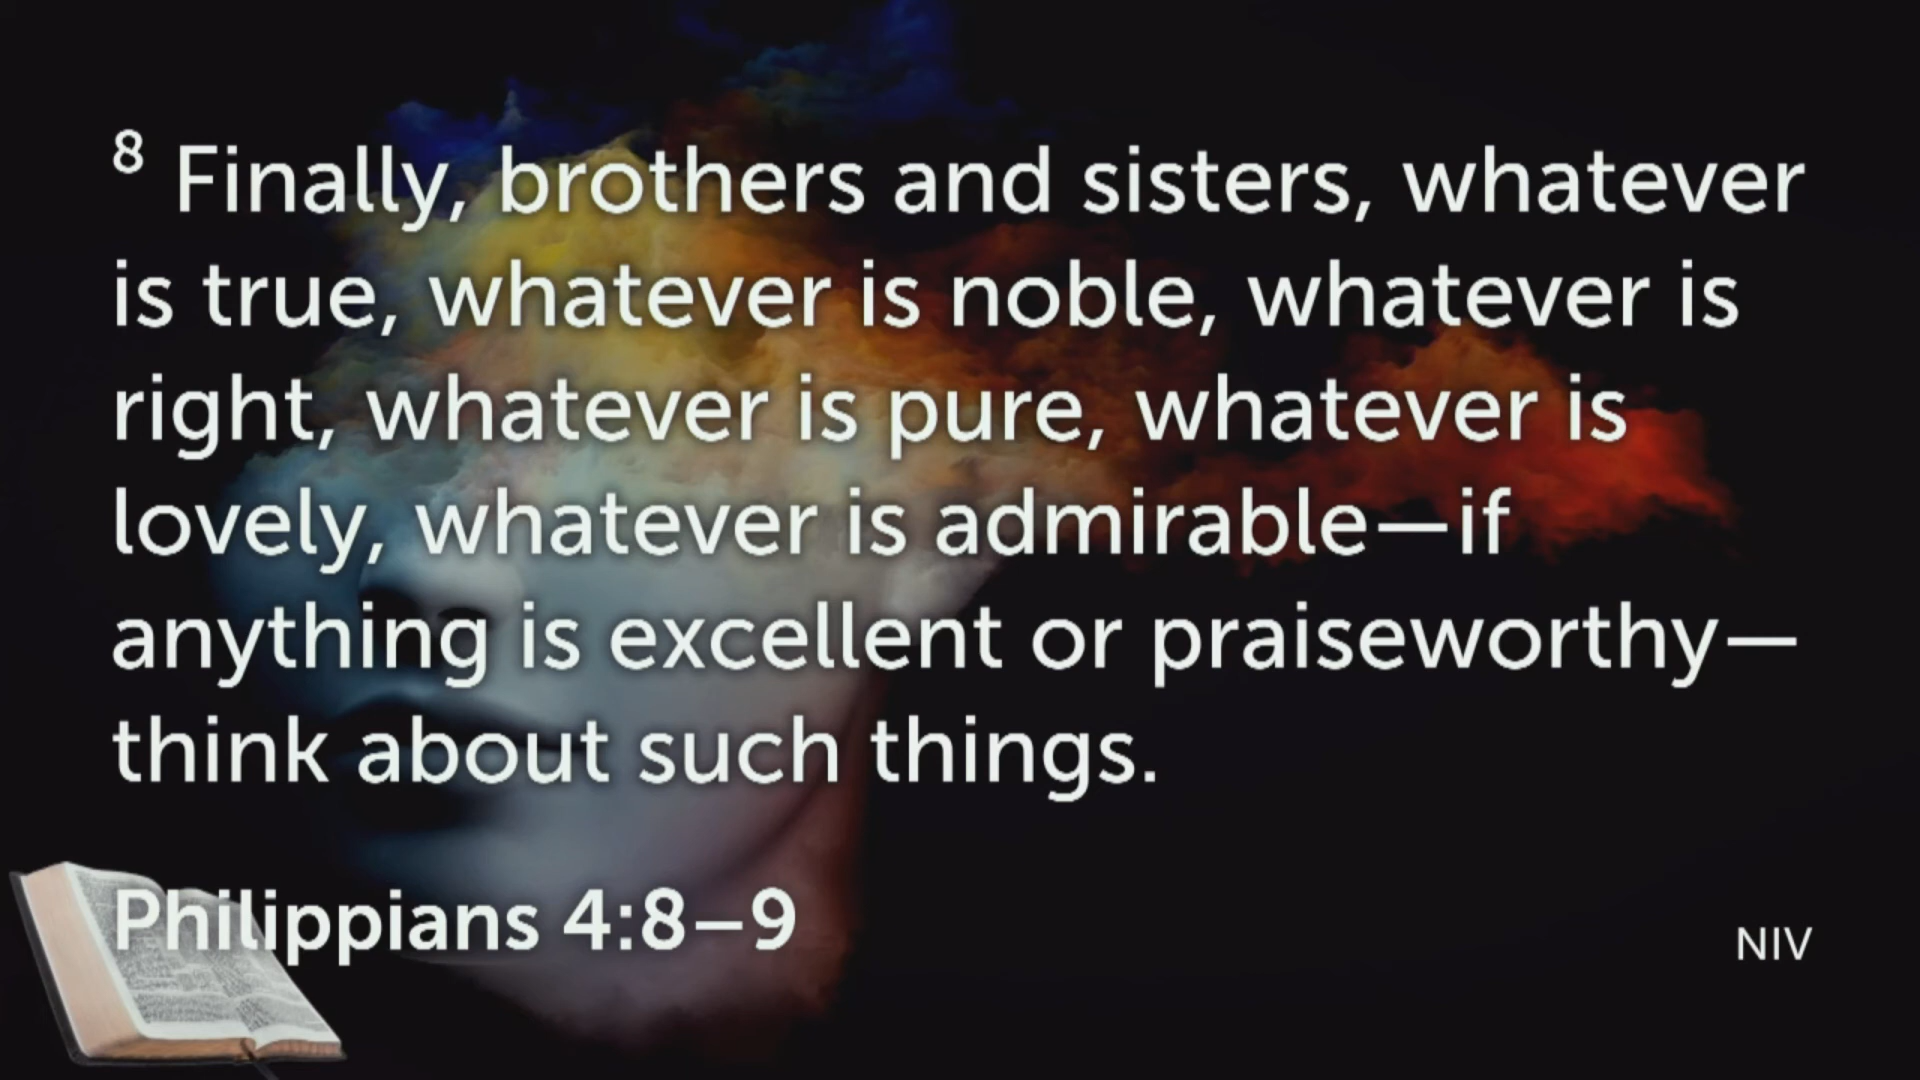 8 Finally, brothers and sisters, whatever
is true, whatever is noble, whatever is
right, whatever is pure, whatever is
lovely, whatever is admirable—if
anything is excellent or praiseworthy—
think about such things.
Philippians 4:8–9
NIV